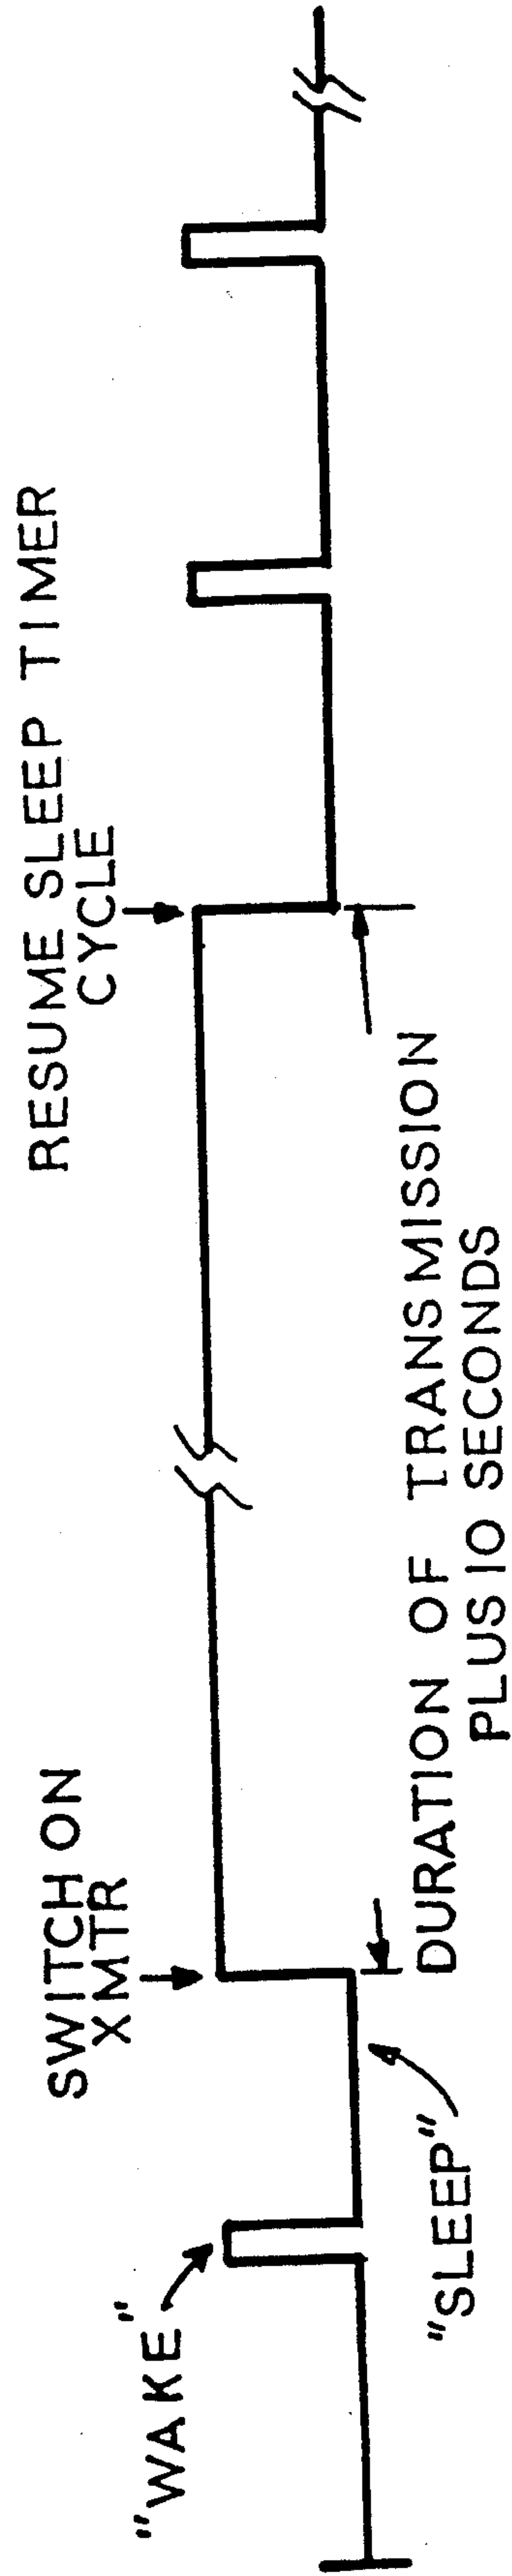 "WAKE"
"SLEEP"
SWITCH ON
XMTR
DURATION OF TRANSMISSION
PLUS 10 SECONDS
RESUME SLEEP TIMER
CYCLE